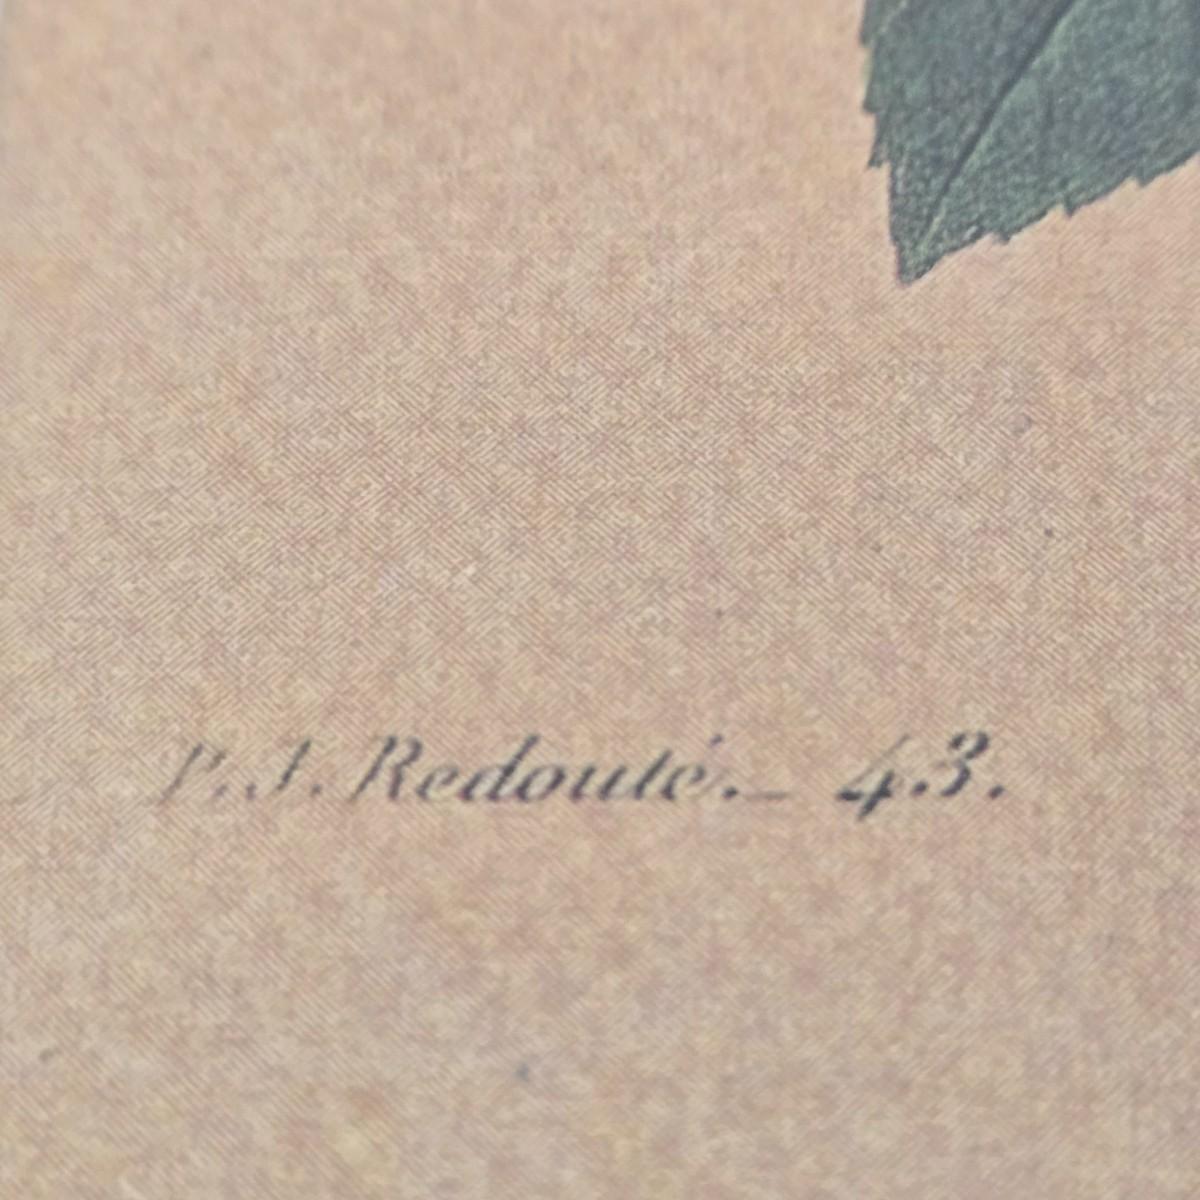 P. J. Redouté._ 43.